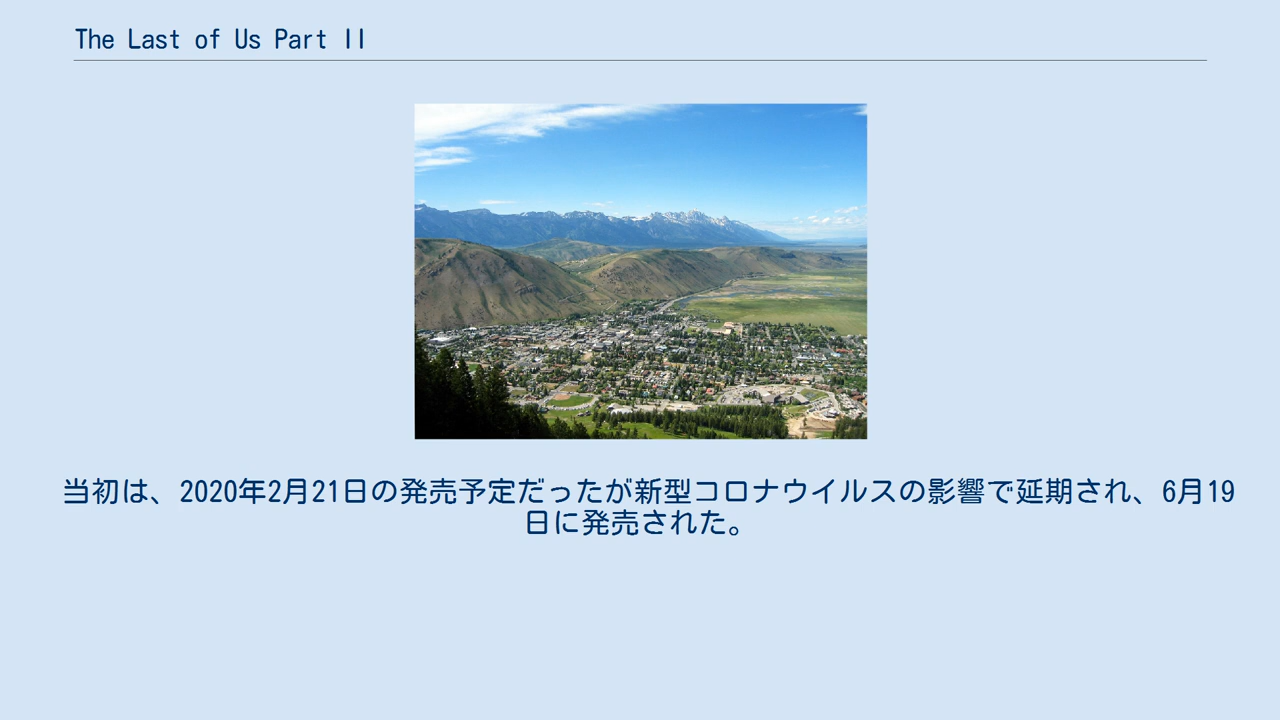 The Last of Us Part II
当初は、2020年2月21日の発売予定だったが新型コロナウイルスの影響で延期され、6月19
日に発売された。